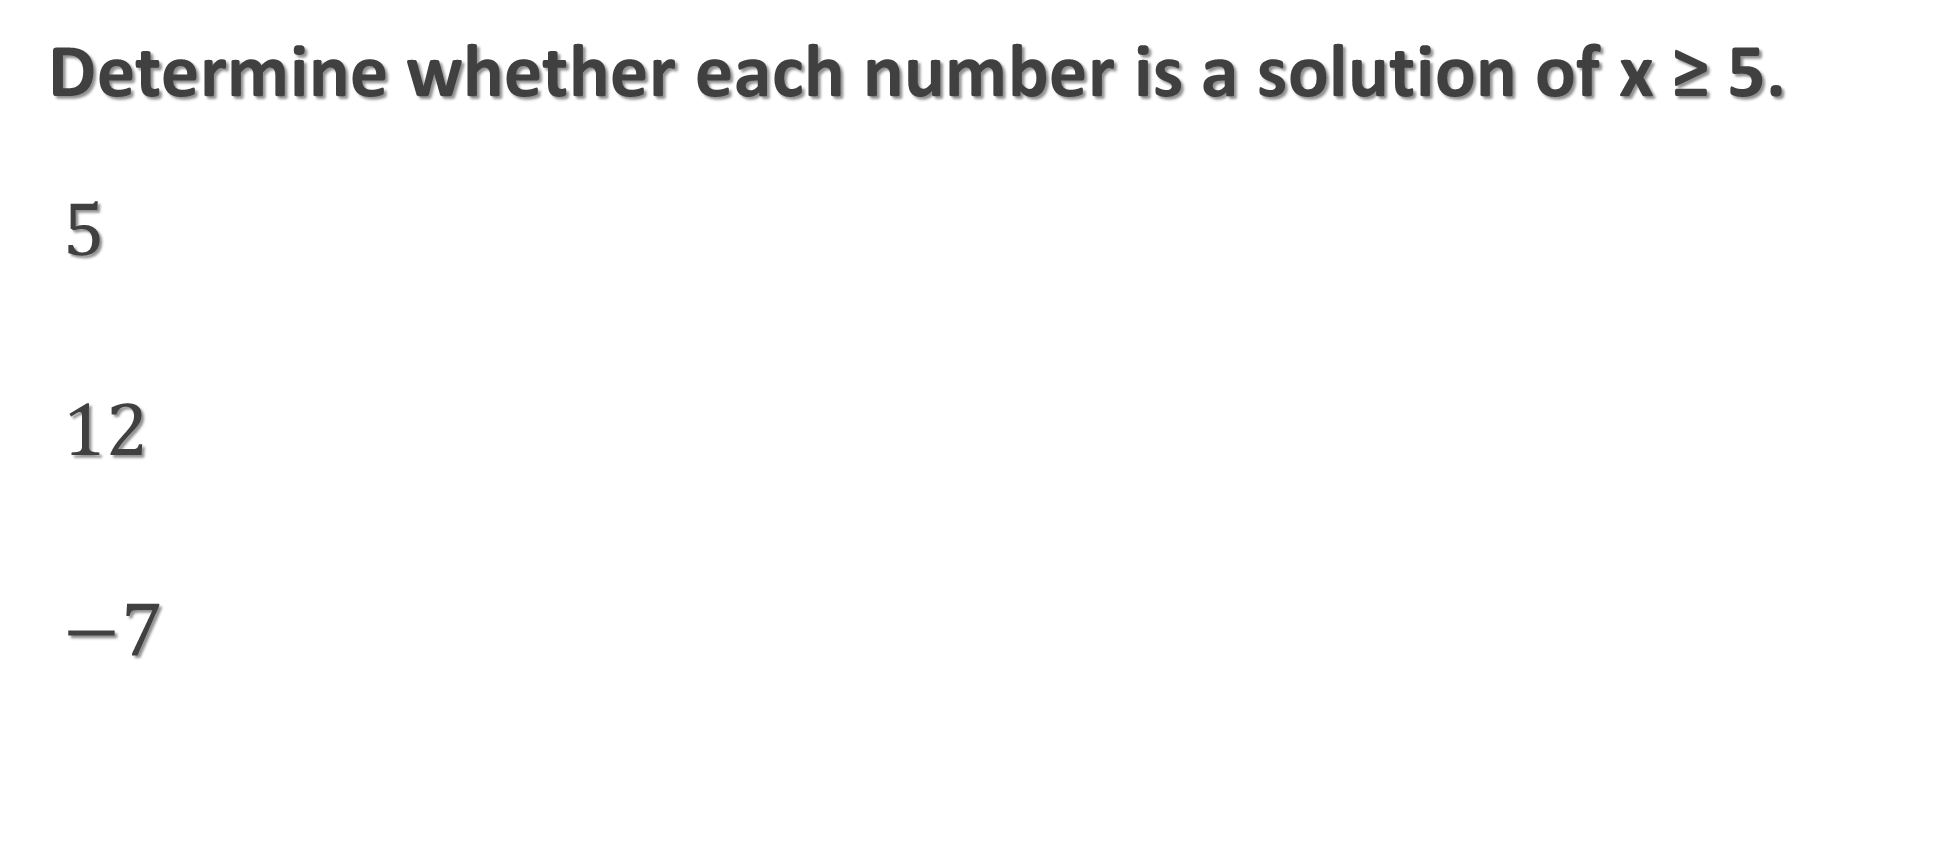 Determine whether each number is a solution of x ≥ 5.
5
12
−7